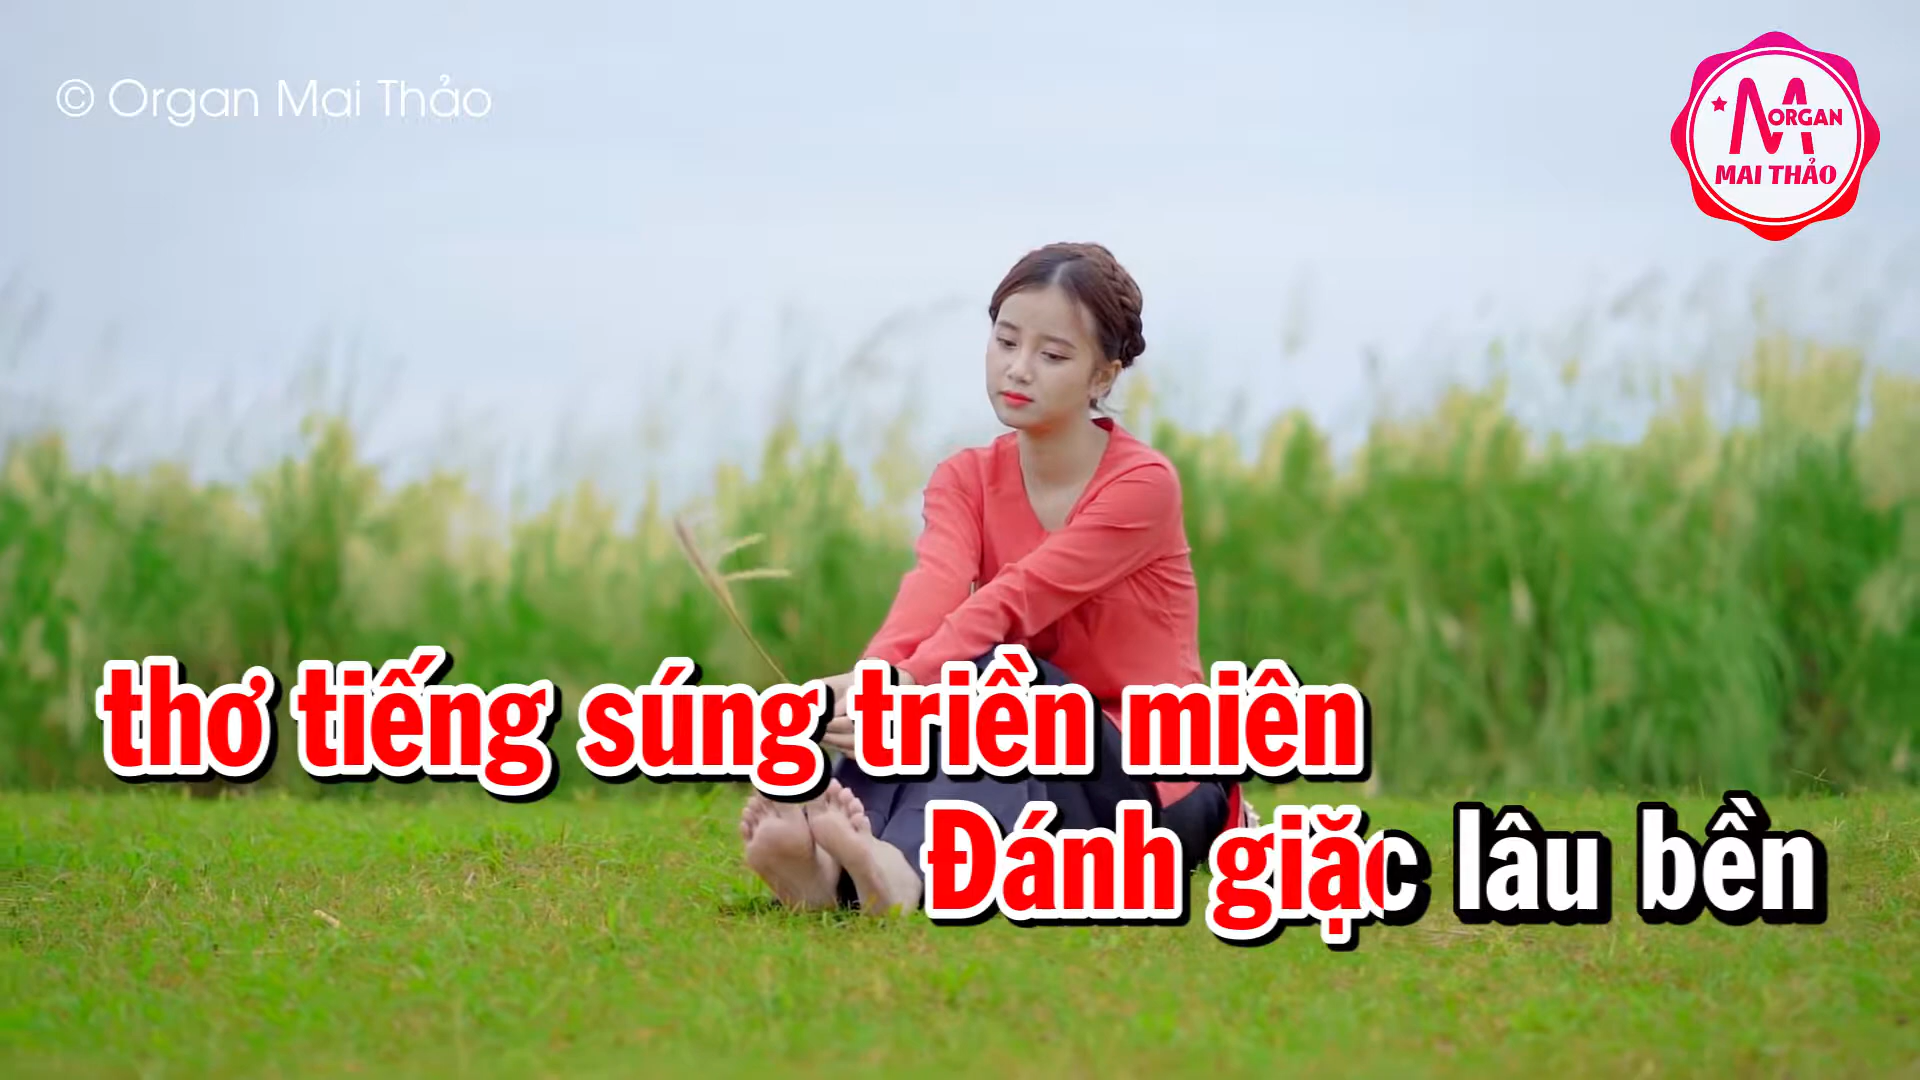 © Organ Mai Thảo
M ORGAN
MAI THẢO
thơ tiếng súng triền miên
Đánh giặc lâu bền